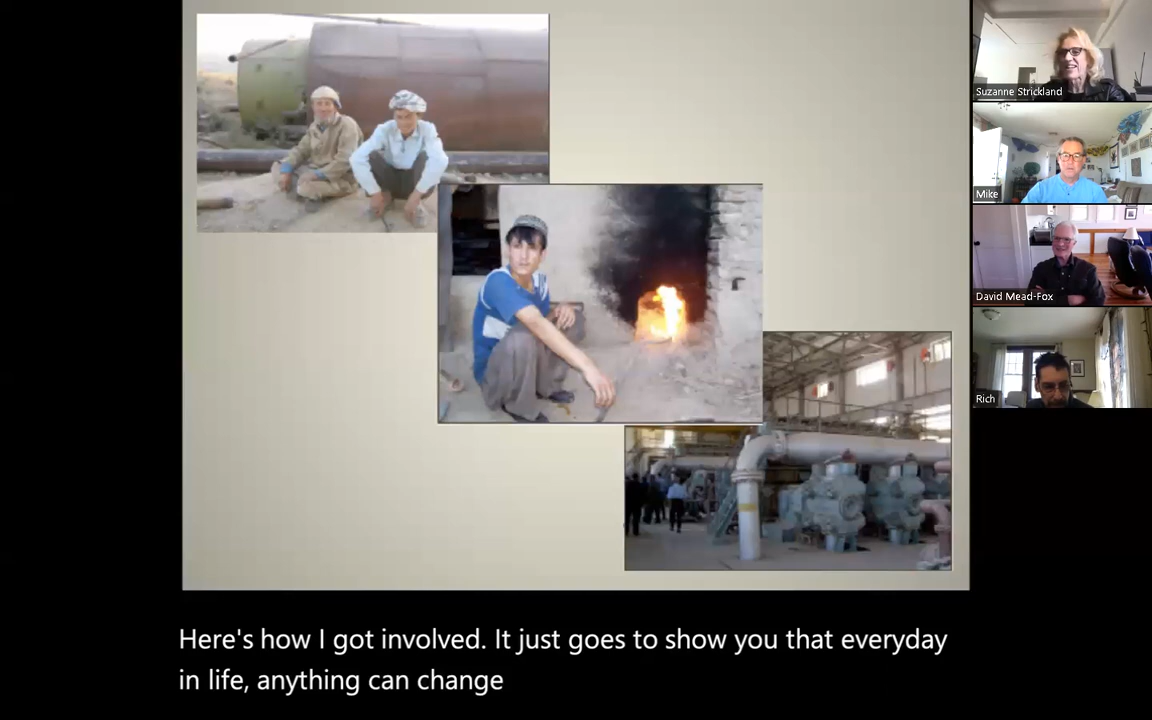 Suzanne Strickland
Mike
David Mead-Fox
Rich
Here's how I got involved. It just goes to show you that everyday
in life, anything can change